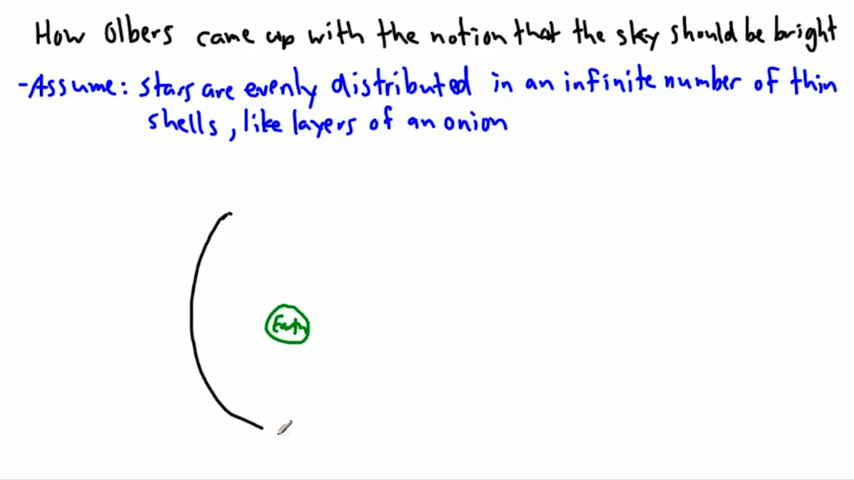 How Olbers came up with the notion that the sky should be bright
-Assume: stars are evenly distributed in an infinite number of thin
shells, like layers of an onion
Earth